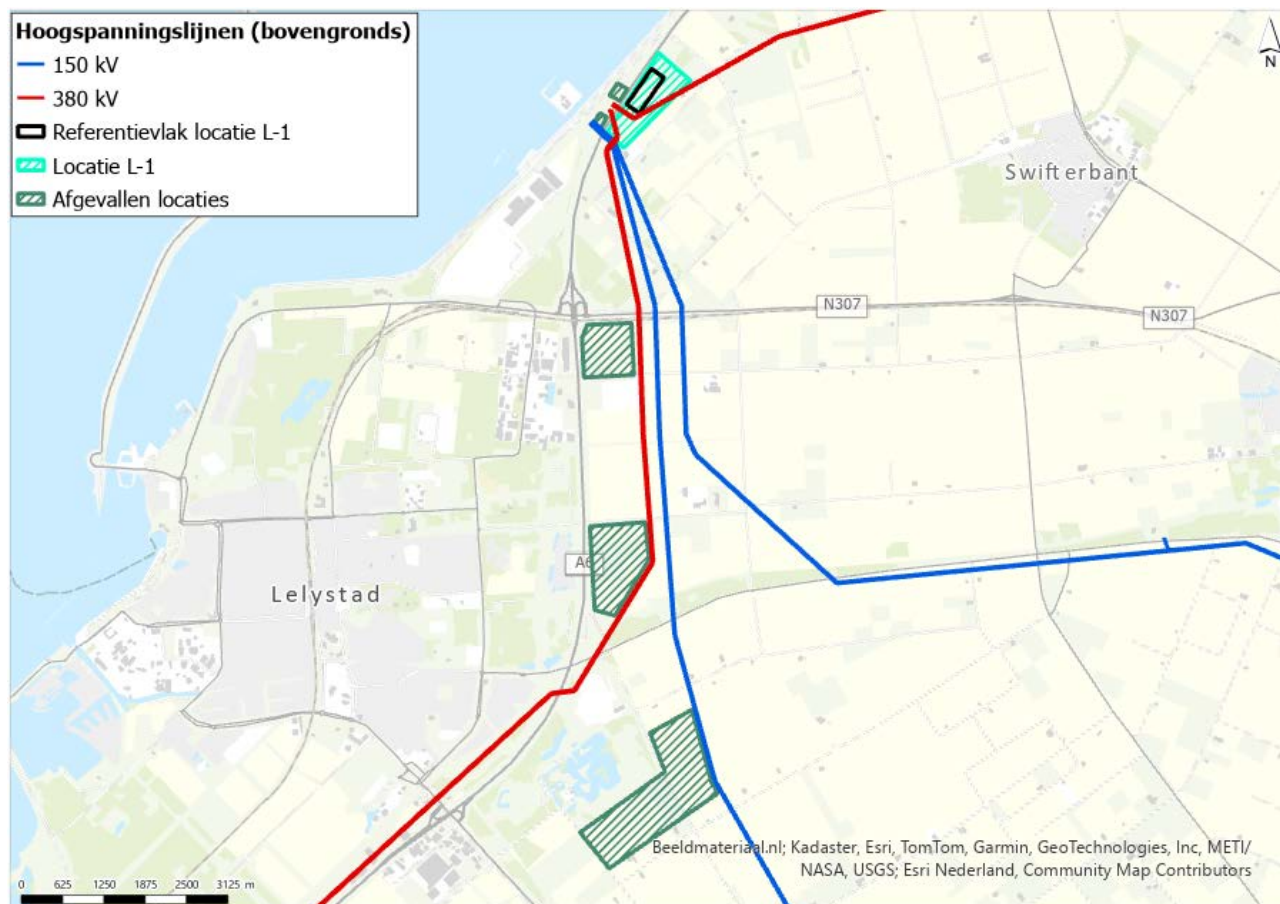 Hoogspanningslijnen (bovengronds)
150 kV
380 kV
Referentievlak locatie L-1
Locatie L-1
Afgevallen locaties
N
Swifterbant
N307
N307
A6
Lelystad
Beeldmateriaal.nl; Kadaster, Esri, TomTom, Garmin, GeoTechnologies, Inc, METI/
NASA, USGS; Esri Nederland, Community Map Contributors
0 625 1250 1875 2500 3125 m